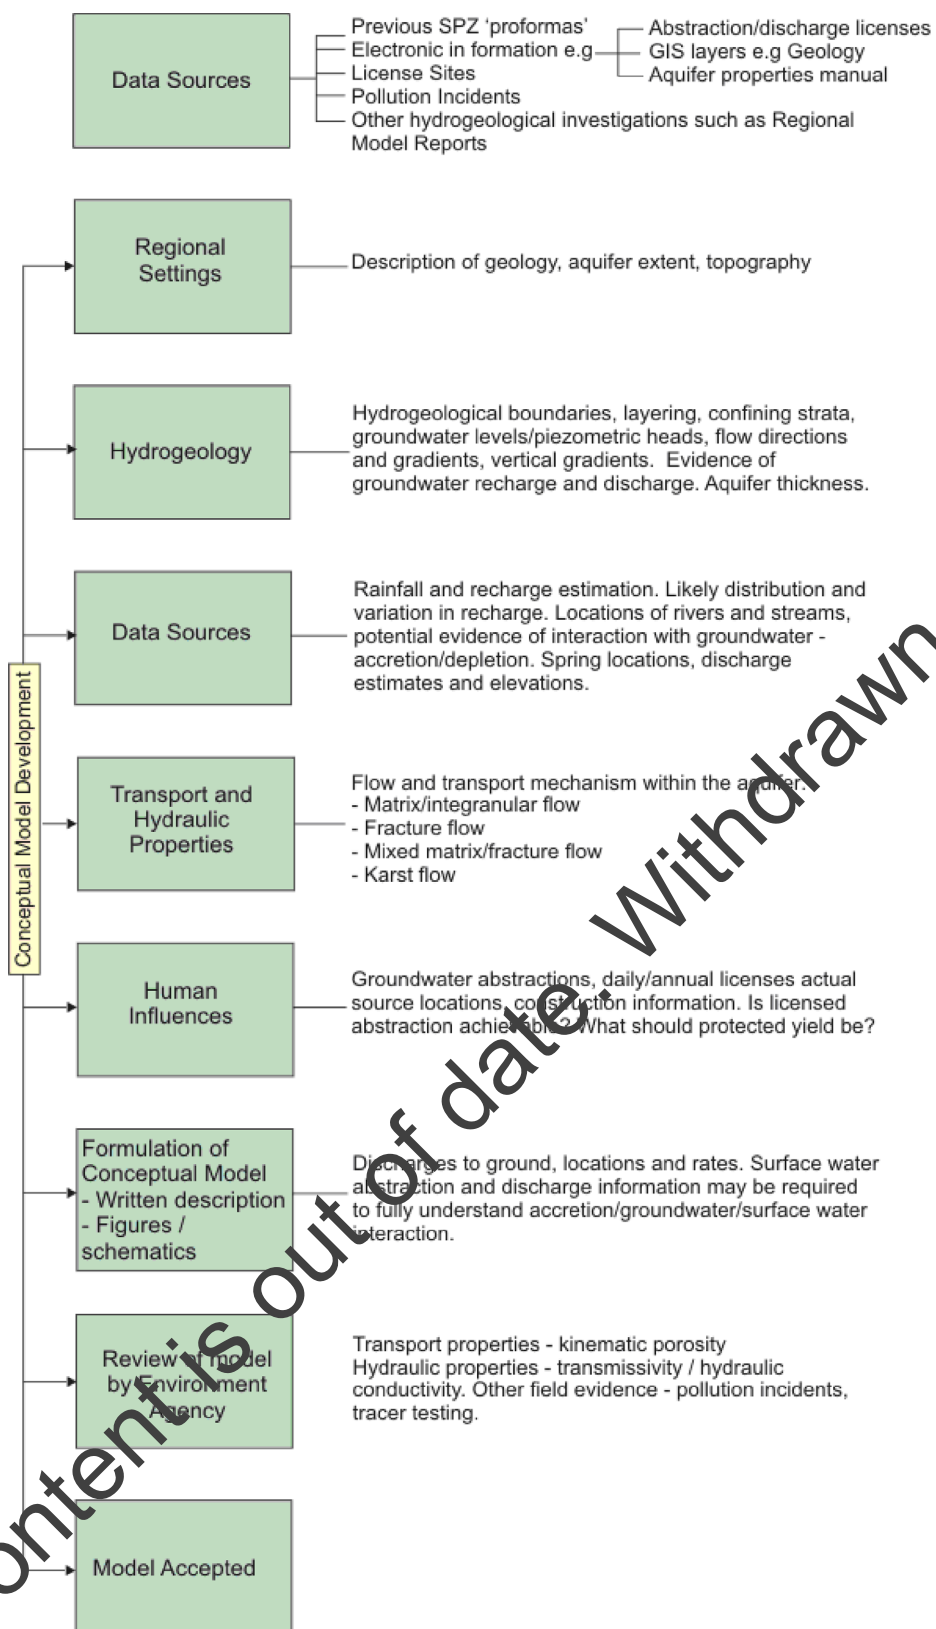 Data Sources
Previous SPZ ‘proformas’
Electronic in formation e.g
License Sites
Pollution Incidents
Other hydrogeological investigations such as Regional
Model Reports
Abstraction/discharge licenses
GIS layers e.g Geology
Aquifer properties manual
Conceptual Model Development
Regional
Settings
Description of geology, aquifer extent, topography
Hydrogeology
Hydrogeological boundaries, layering, confining strata,
groundwater levels/piezometric heads, flow directions
and gradients, vertical gradients. Evidence of
groundwater recharge and discharge. Aquifer thickness.
Data Sources
Rainfall and recharge estimation. Likely distribution and
variation in recharge. Locations of rivers and streams,
potential evidence of interaction with groundwater -
accretion/depletion. Spring locations, discharge
estimates and elevations.
Transport and
Hydraulic
Properties
Flow and transport mechanism within the aquifer:
- Matrix/integranular flow
- Fracture flow
- Mixed matrix/fracture flow
- Karst flow
Human
Influences
Groundwater abstractions, daily/annual licenses actual
source locations, construction information. Is licensed
abstraction achievable? What should protected yield be?
Formulation of
Conceptual Model
- Written description
- Figures /
schematics
Discharges to ground, locations and rates. Surface water
abstraction and discharge information may be required
to fully understand accretion/groundwater/surface water
interaction.
Review of model
by Environment
Agency
Transport properties - kinematic porosity
Hydraulic properties - transmissivity / hydraulic
conductivity. Other field evidence - pollution incidents,
tracer testing.
Model Accepted
ontent is out of date. Withdrawn